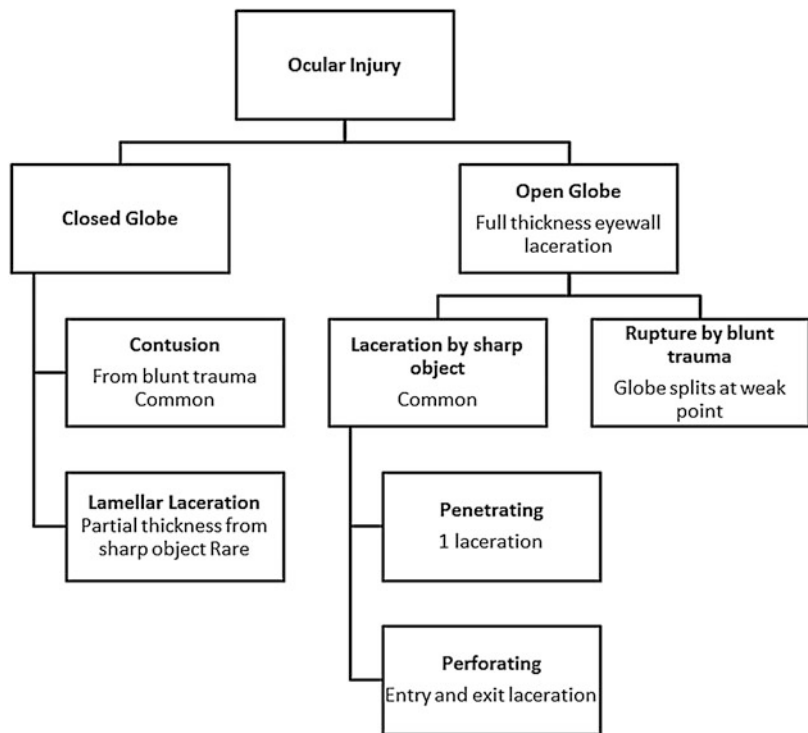 Ocular Injury
Closed Globe
Open Globe
Full thickness eyewall
laceration
Contusion
From blunt trauma
Common
Laceration by sharp
object
Common
Rupture by blunt
trauma
Globe splits at weak
point
Lamellar Laceration
Partial thickness from
sharp object Rare
Penetrating
1 laceration
Perforating
Entry and exit laceration